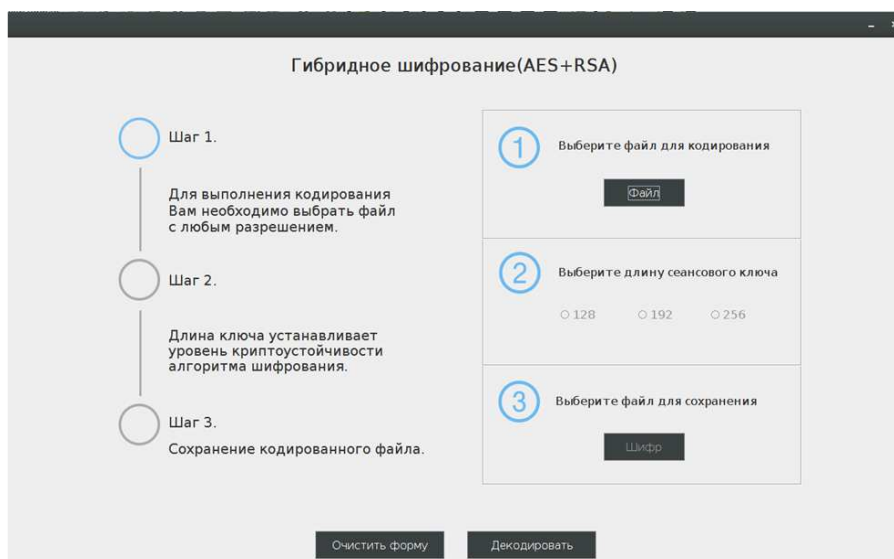 Гибридное шифрование(AES+RSA)
Шаг 1.
Для выполнения кодирования
Вам необходимо выбрать файл
с любым разрешением.
Шаг 2.
Длина ключа устанавливает
уровень криптоустойчивости
алгоритма шифрования.
Шаг 3.
Сохранение кодированного файла.
1
Выберите файл для кодирования
Файл
2
Выберите длину сеансового ключа
128 192 256
3
Выберите файл для сохранения
Шифр
Очистить форму Декодировать